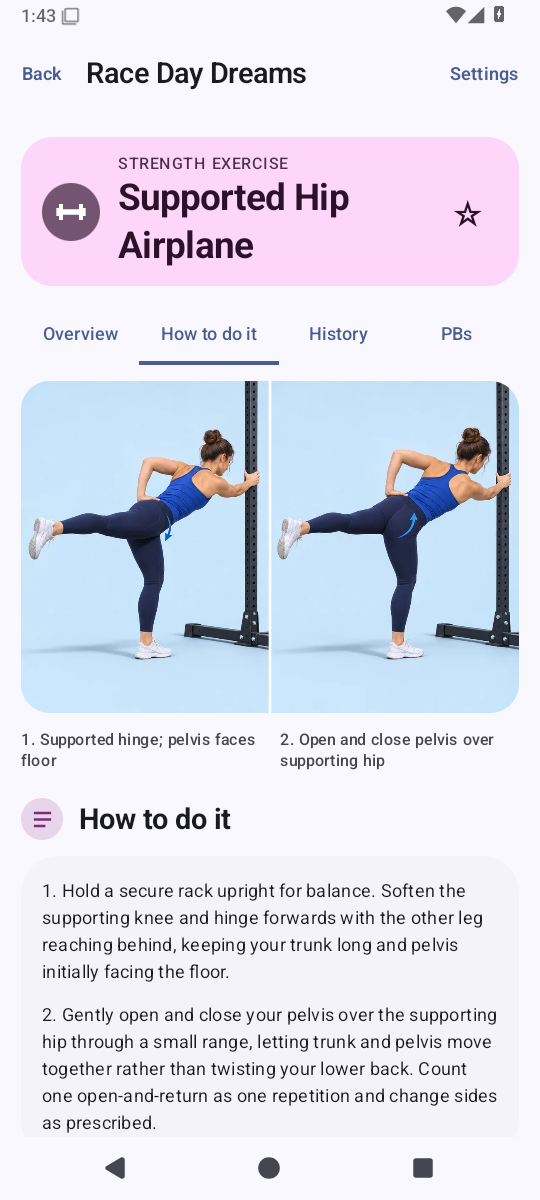 1:43
Back Race Day Dreams Settings
STRENGTH EXERCISE
Supported Hip
Airplane
Overview How to do it History PBs
1. Supported hinge; pelvis faces
floor
2. Open and close pelvis over
supporting hip
How to do it
1. Hold a secure rack upright for balance. Soften the
supporting knee and hinge forwards with the other leg
reaching behind, keeping your trunk long and pelvis
initially facing the floor.
2. Gently open and close your pelvis over the supporting
hip through a small range, letting trunk and pelvis move
together rather than twisting your lower back. Count
one open-and-return as one repetition and change sides
as prescribed.